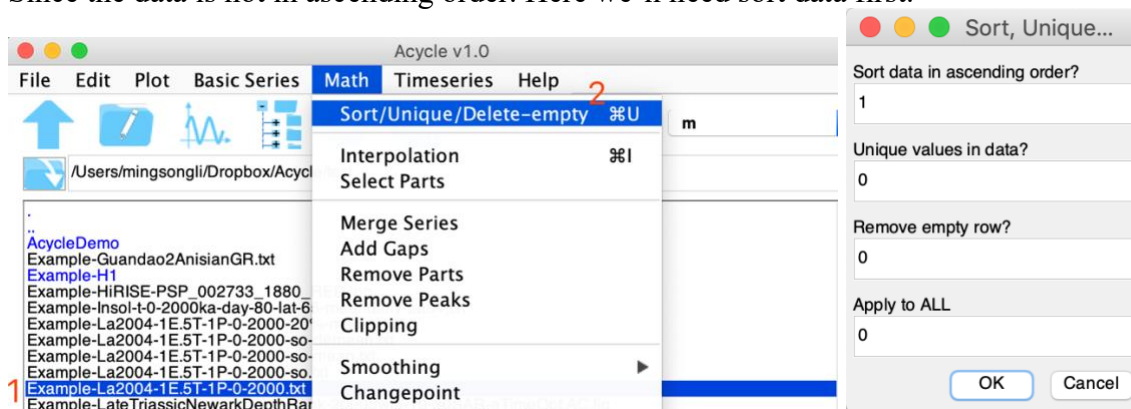 Since the data is not in ascending order. Here we'll need sort data first.
Acycle v1.0
File Edit Plot Basic Series Math Timeseries Help
2
Sort/Unique/Delete-empty ⌘U
m
Interpolation ⌘I
/Users/mingsongli/Dropbox/Acycl
Select Parts
.
..
Merge Series
AcycleDemo
Add Gaps
Example-Guandao2AnisianGR.txt
Remove Parts
Example-H1
Example-HiRISE-PSP_002733_1880_
Remove Peaks
Example-Insol-t-0-2000ka-day-80-lat-6
Example-La2004-1E.5T-1P-0-2000-20
Clipping
Example-La2004-1E.5T-1P-0-2000-so-
Example-La2004-1E.5T-1P-0-2000-so-
Smoothing
Example-La2004-1E.5T-1P-0-2000-so.
1 Example-La2004-1E.5T-1P-0-2000.txt
Changepoint
Example-LateTriassicNewarkDepthRan
Sort, Unique...
Sort data in ascending order?
1
Unique values in data?
0
Remove empty row?
0
Apply to ALL
0
OK Cancel